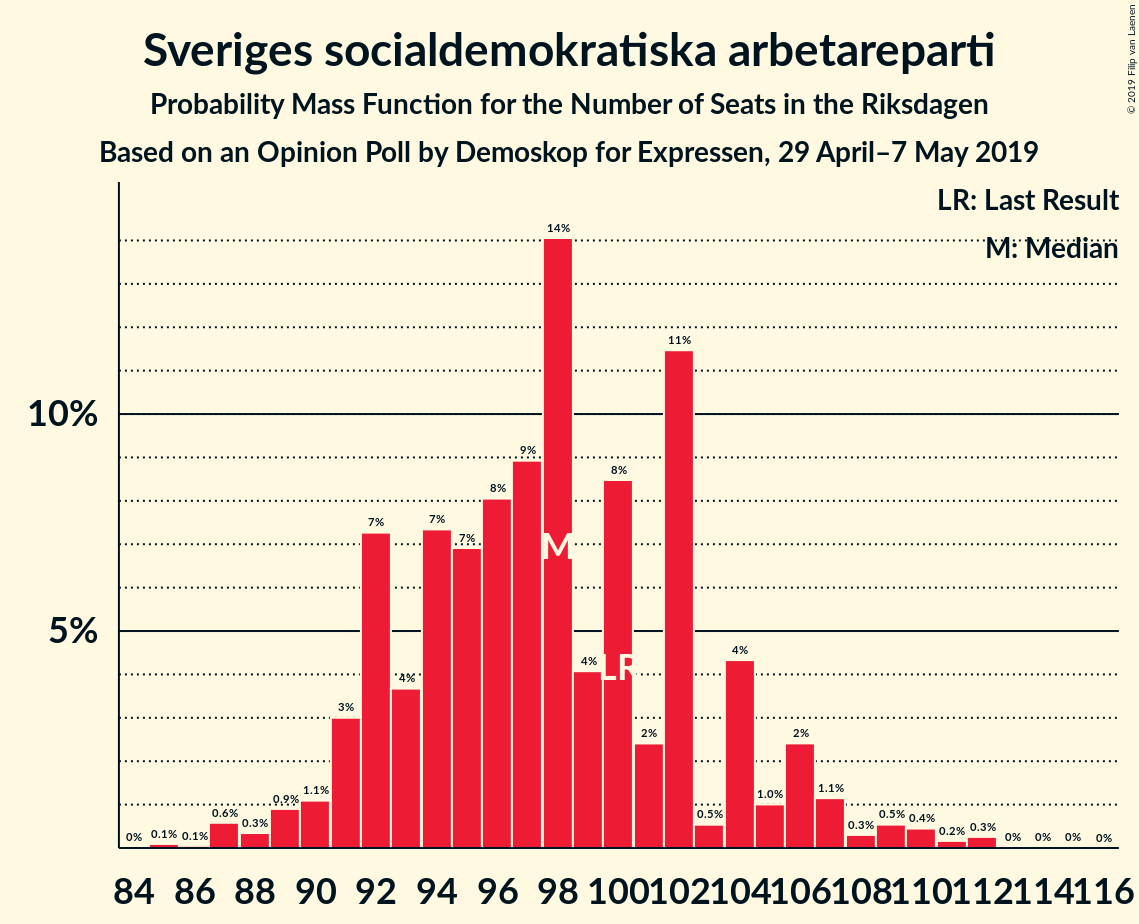 Sveriges socialdemokratiska arbetareparti
Probability Mass Function for the Number of Seats in the Riksdagen
Based on an Opinion Poll by Demoskop for Expressen, 29 April–7 May 2019
© 2019 Filip van Laenen
LR: Last Result
M: Median
10%
5%
0% 0.1% 0.1% 0.6% 0.3% 0.9% 1.1% 3% 7% 4% 7% 7% 8% 9% 14% 4% 8% 2% 11% 0.5% 4% 1.0% 2% 1.1% 0.3% 0.5% 0.4% 0.2% 0.3% 0% 0% 0% 0%
M
LR
84 86 88 90 92 94 96 98 100 102 104 106 108 110 112 114 116